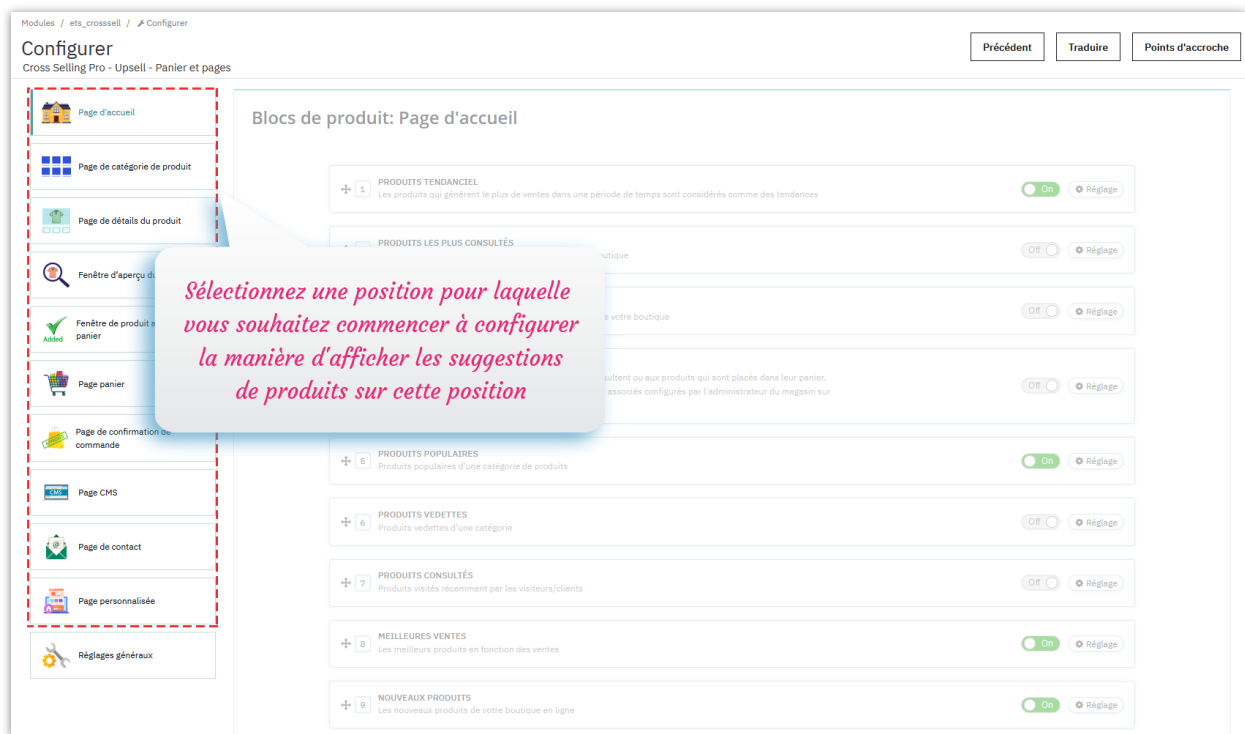 Modules / ets_crosssell / Configurer
Configurer
Cross Selling Pro - Upsell - Panier et pages
Précédent
Traduire
Points d'accroche
Page d'accueil
Page de catégorie de produit
Page de détails du produit
Fenêtre d'aperçu du
Fenêtre de produit
panier
Added
Page panier
Page de confirmation de
commande
CMS
Page CMS
Page de contact
Page personnalisée
Réglages généraux
Blocs de produit: Page d'accueil
1
PRODUITS TENDANCIEL
Les produits qui génèrent le plus de ventes dans une période de temps sont considérés comme des tendances
On
Réglage
PRODUITS LES PLUS CONSULTÉS
Off
Réglage
e votre boutique
Off
Réglage
ou aux produits qui sont placés dans leur panier.
associés configurés par l'administrateur du magasin sur
Off
Réglage
Sélectionnez une position pour laquelle
vous souhaitez commencer à configurer
la manière d'afficher les suggestions
de produits sur cette position
5
PRODUITS POPULAIRES
Produits populaires d'une catégorie de produits
On
Réglage
6
PRODUITS VEDETTES
Produits vedettes d'une catégorie
Off
Réglage
7
PRODUITS CONSULTÉS
Produits visités récemment par les visiteurs/clients
Off
Réglage
8
MEILLEURES VENTES
Les meilleurs produits en fonction des ventes
On
Réglage
9
NOUVEAUX PRODUITS
Les nouveaux produits de votre boutique en ligne
On
Réglage